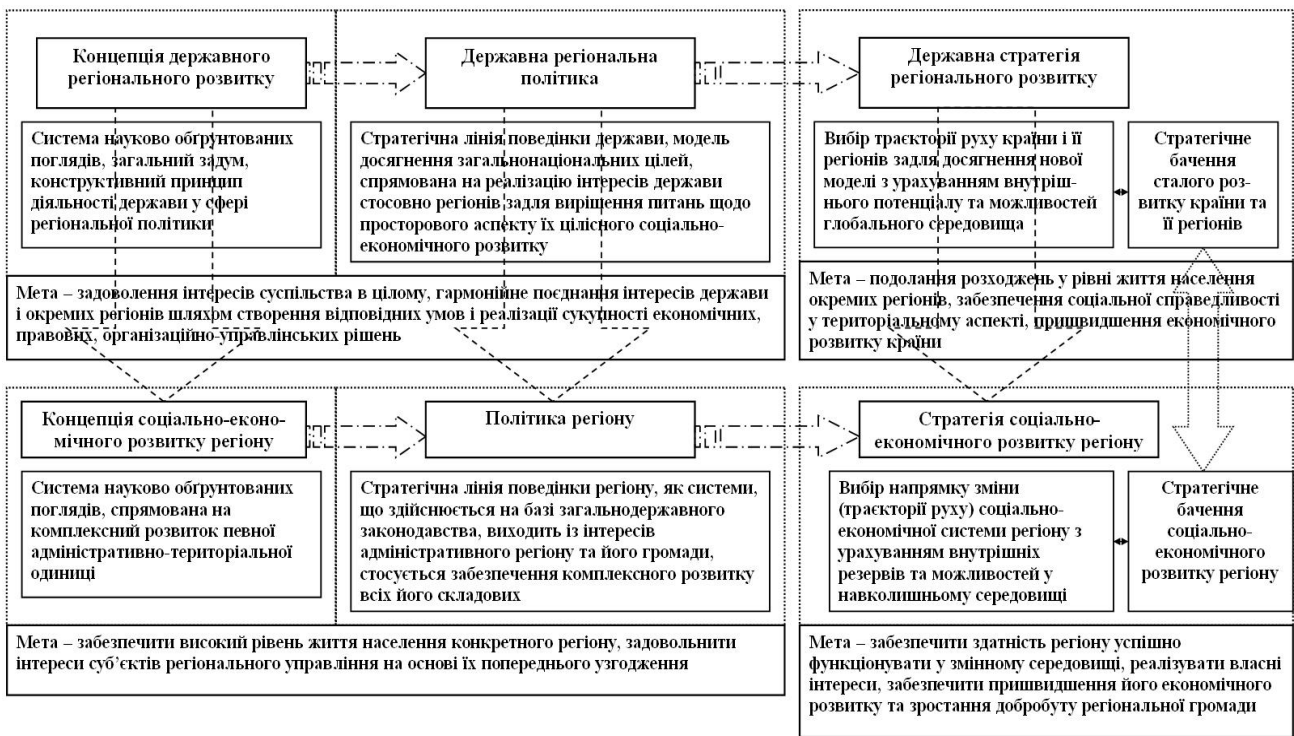 Концепція державного
регіонального розвитку
Державна регіональна
політика
Державна стратегія
регіонального розвитку
Система науково обґрунтованих
поглядів, загальний задум,
конструктивний принцип
діяльності держави у сфері
регіональної політики
Стратегічна лінія поведінки держави, модель
досягнення загальнонаціональних цілей,
спрямована на реалізацію інтересів держави
стосовно регіонів задля вирішення питань щодо
просторового аспекту їх цілісного соціально-
економічного розвитку
Вибір траєкторії руху країни і її
регіонів задля досягнення нової
моделі з урахуванням внутріш-
нього потенціалу та можливостей
глобального середовища
Стратегічне
бачення
сталого роз-
витку країни та
її регіонів
Мета – задоволення інтересів суспільства в цілому, гармонійне поєднання інтересів держави
і окремих регіонів шляхом створення відповідних умов і реалізації сукупності економічних,
правових, організаційно-управлінських рішень
Мета – подолання розходжень у рівні життя населення
окремих регіонів, забезпечення соціальної справедливості
у територіальному аспекті, пришвидшення економічного
розвитку країни
Концепція соціально-еконо-
мічного розвитку регіону
Політика регіону
Стратегія соціально-
економічного розвитку регіону
Система науково обґрунтованих
поглядів, спрямована на
комплексний розвиток певної
адміністративно-територіальної
одиниці
Стратегічна лінія поведінки регіону, як системи,
що здійснюється на базі загальнодержавного
законодавства, виходить із інтересів
адміністративного регіону та його громади,
стосується забезпечення комплексного розвитку
всіх його складових
Вибір напрямку зміни
(траєкторії руху) соціально-
економічної системи регіону з
урахуванням внутрішніх
резервів та можливостей у
навколишньому середовищі
Стратегічне
бачення
соціально-
економічного
розвитку регіону
Мета – забезпечити високий рівень життя населення конкретного регіону, задовольнити
інтереси суб’єктів регіонального управління на основі їх попереднього узгодження
Мета – забезпечити здатність регіону успішно
функціонувати у змінному середовищі, реалізувати власні
інтереси, забезпечити пришвидшення його економічного
розвитку та зростання добробуту регіональної громади